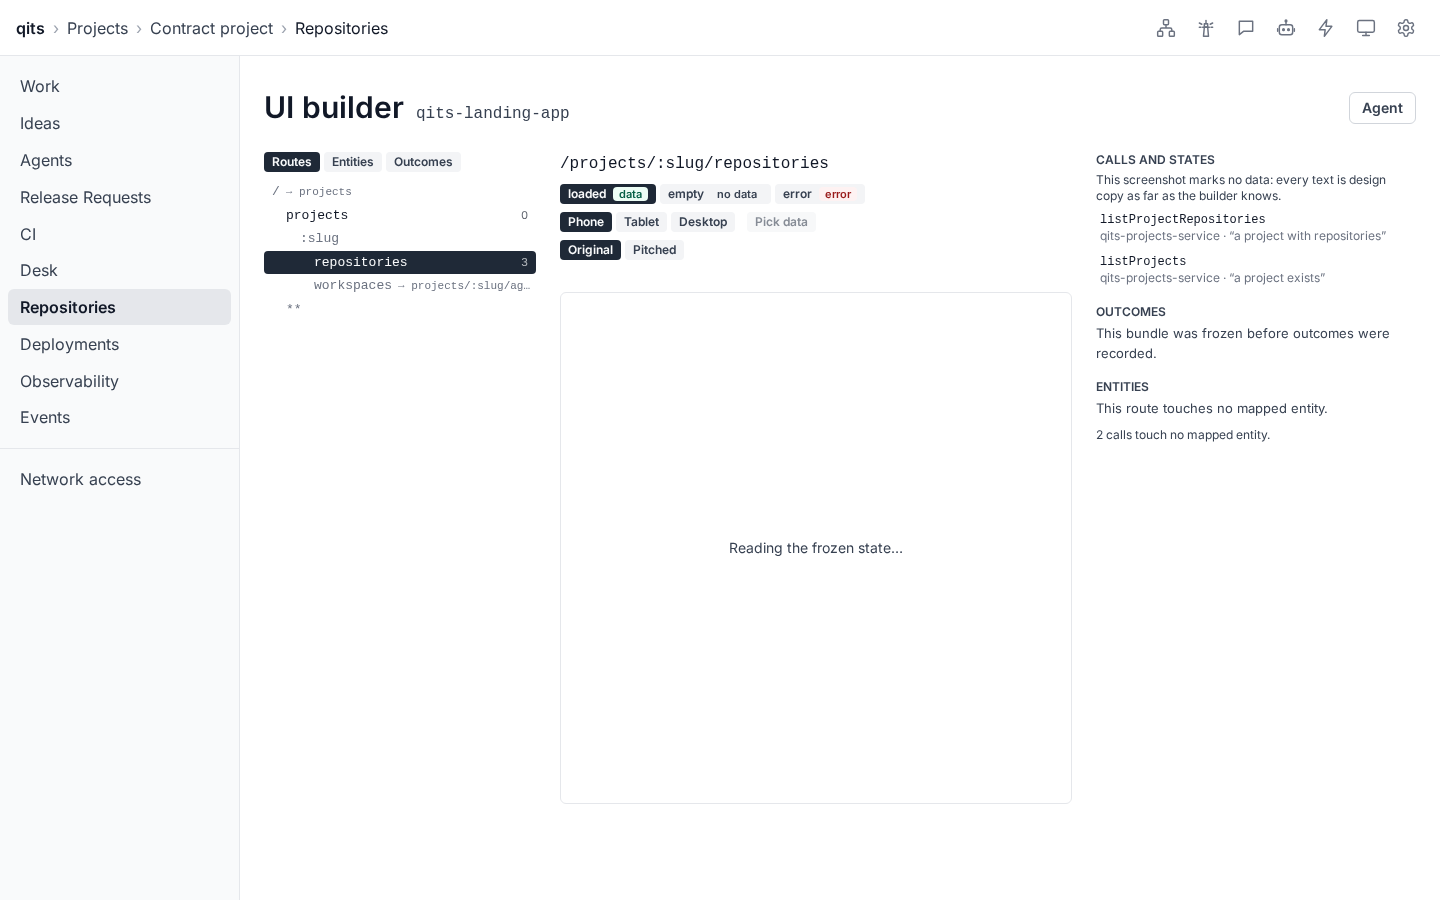 qits › Projects › Contract project › Repositories
Work
Ideas
Agents
Release Requests
CI
Desk
Repositories
Deployments
Observability
Events
Network access
UI builder qits-landing-app
Agent
Routes Entities Outcomes
/ → projects
projects 0
:slug
repositories 3
workspaces → projects/:slug/ag…
**
/projects/:slug/repositories
loaded data empty no data error error
Phone Tablet Desktop Pick data
Original Pitched
Reading the frozen state…
CALLS AND STATES
This screenshot marks no data: every text is design
copy as far as the builder knows.
listProjectRepositories
qits-projects-service · “a project with repositories”
listProjects
qits-projects-service · “a project exists”
OUTCOMES
This bundle was frozen before outcomes were
recorded.
ENTITIES
This route touches no mapped entity.
2 calls touch no mapped entity.